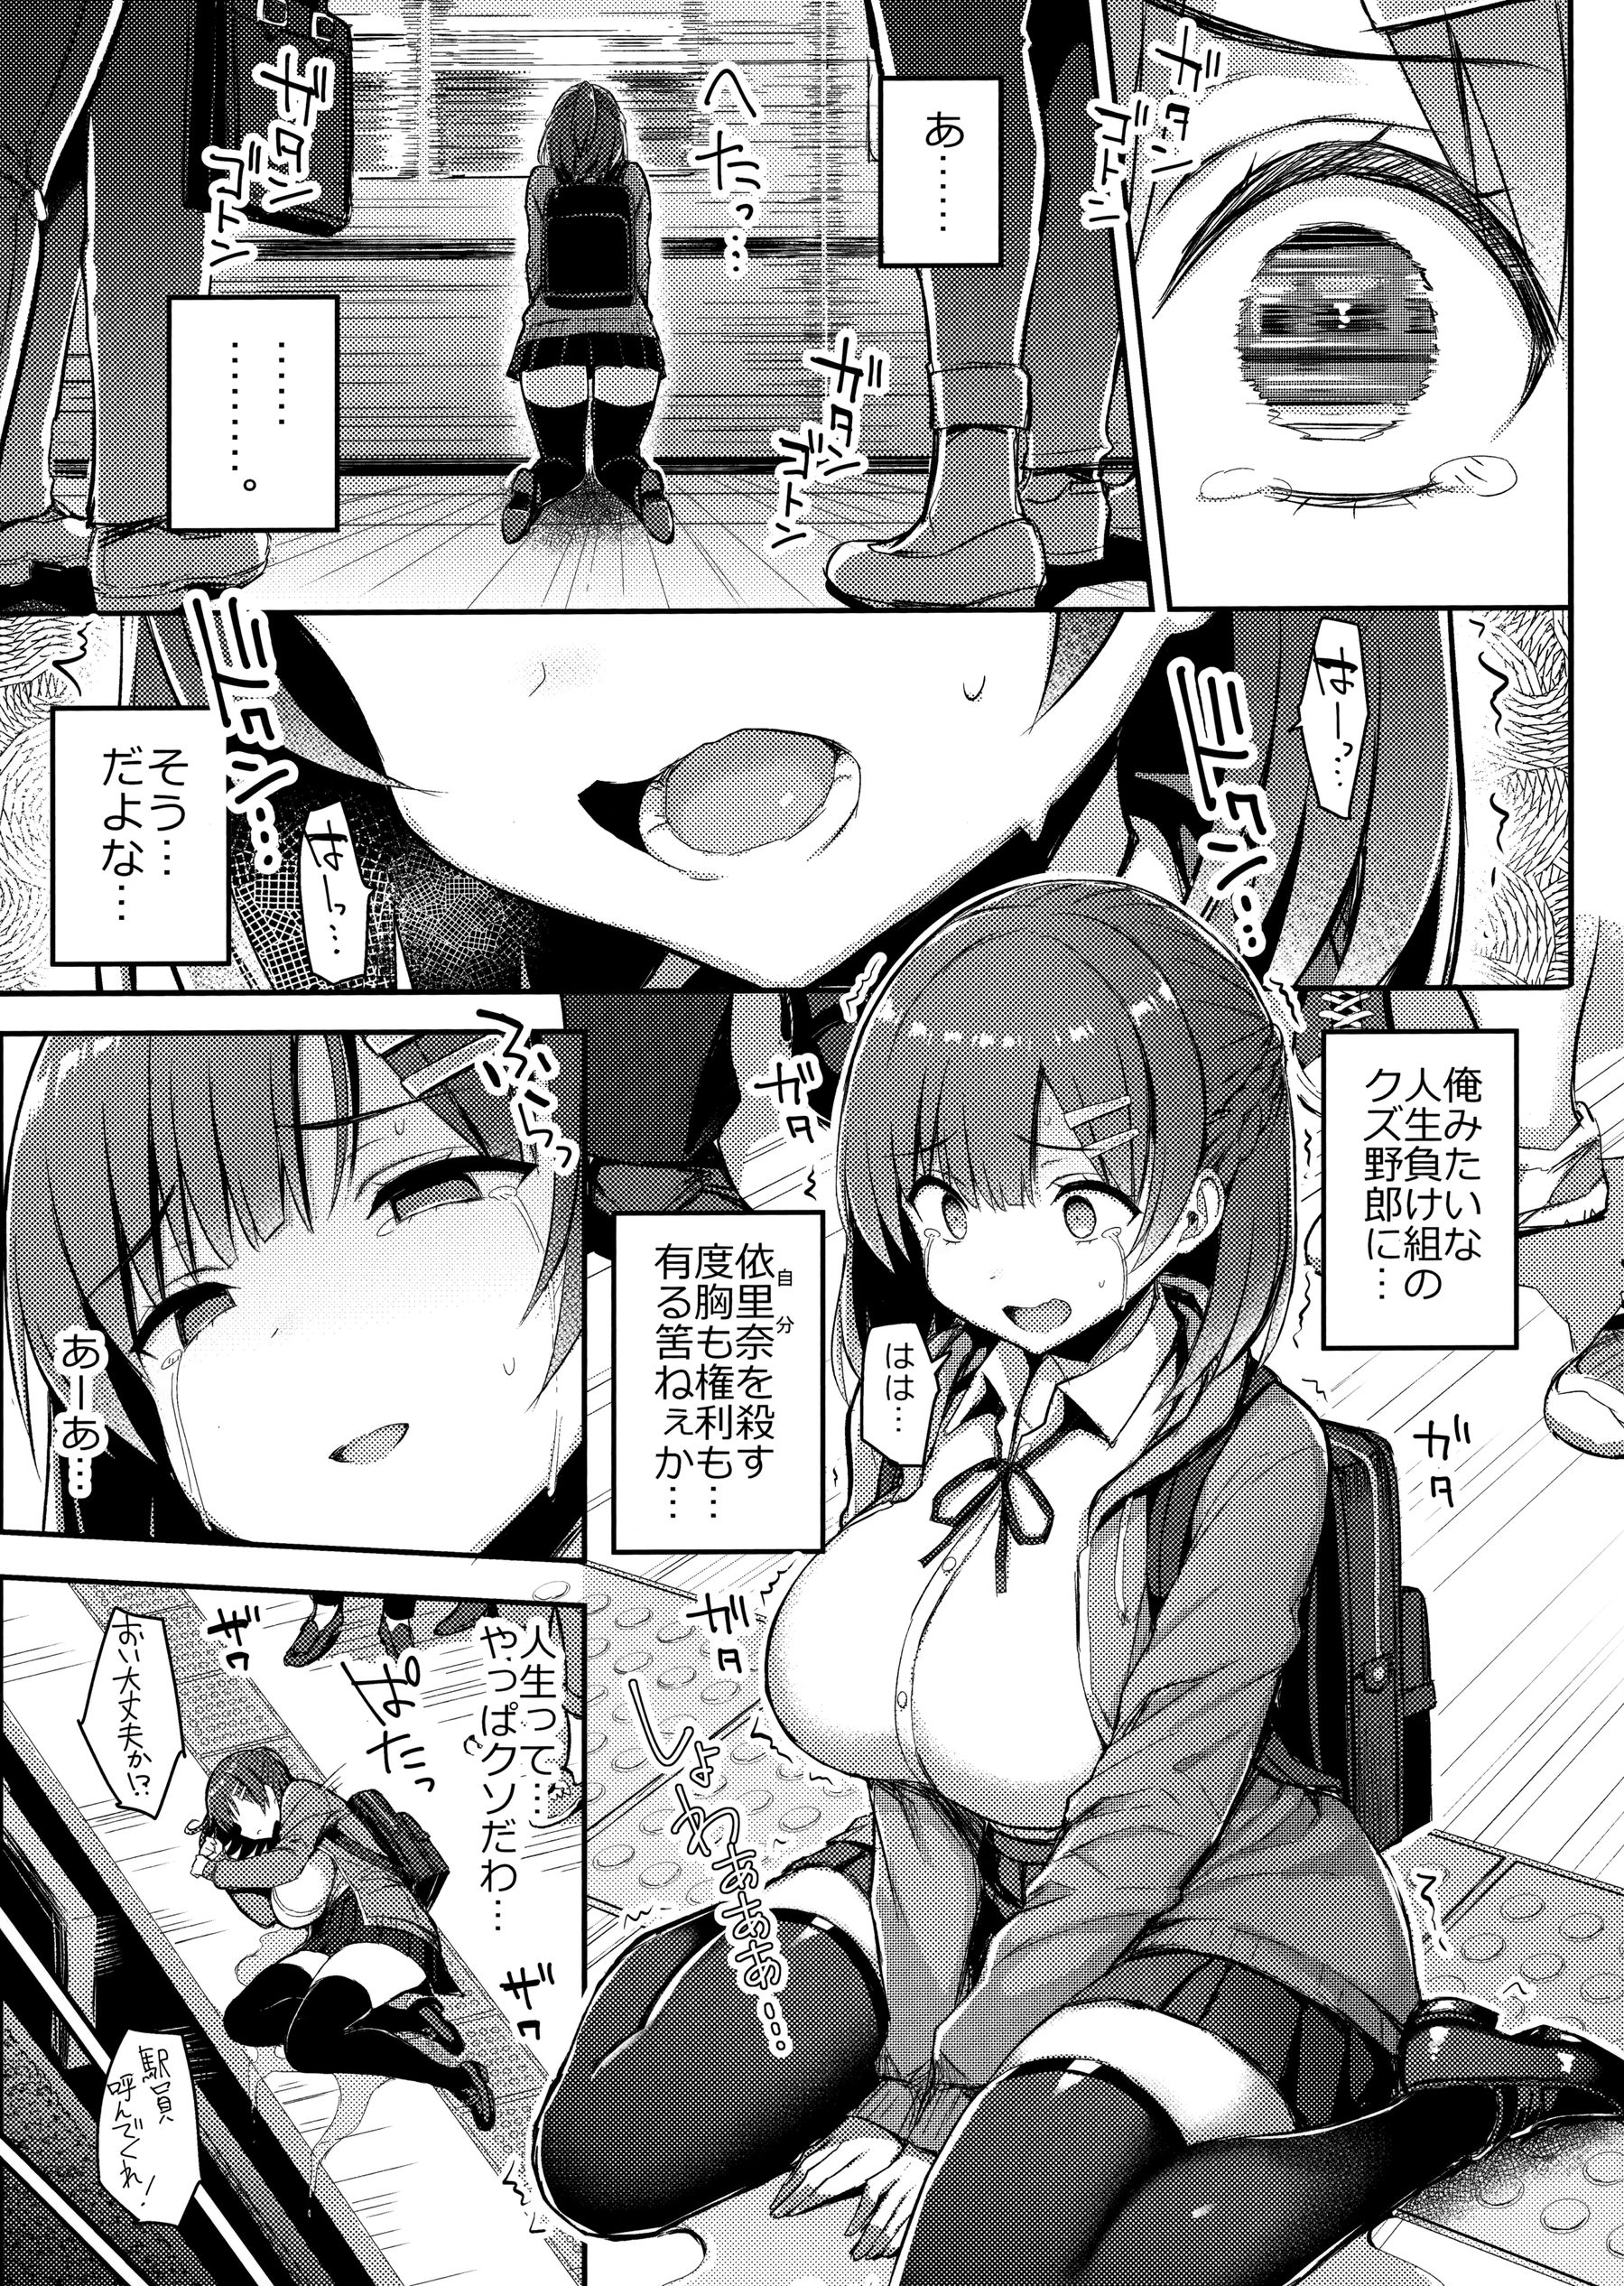 ガタン
ゴトン
あ……
へたっ…
ガタン
ゴトン
ガタン
ゴトン
……
………。
はーっ…
はーっ…
そう…
だよな…
俺みたいな
人生負け組の
クズ野郎に…
ガタ
ガタ
ガタ
はは…
依里奈を殺す
自分
度胸も権利も…
有る筈ねぇか…
しょわぁあああ…
ふらっ
あーあ…
人生って…
やっぱクソだわ…
ぱたっ
ザワ
ザワ
おい大丈夫か!?
駅員
呼んでくれ!